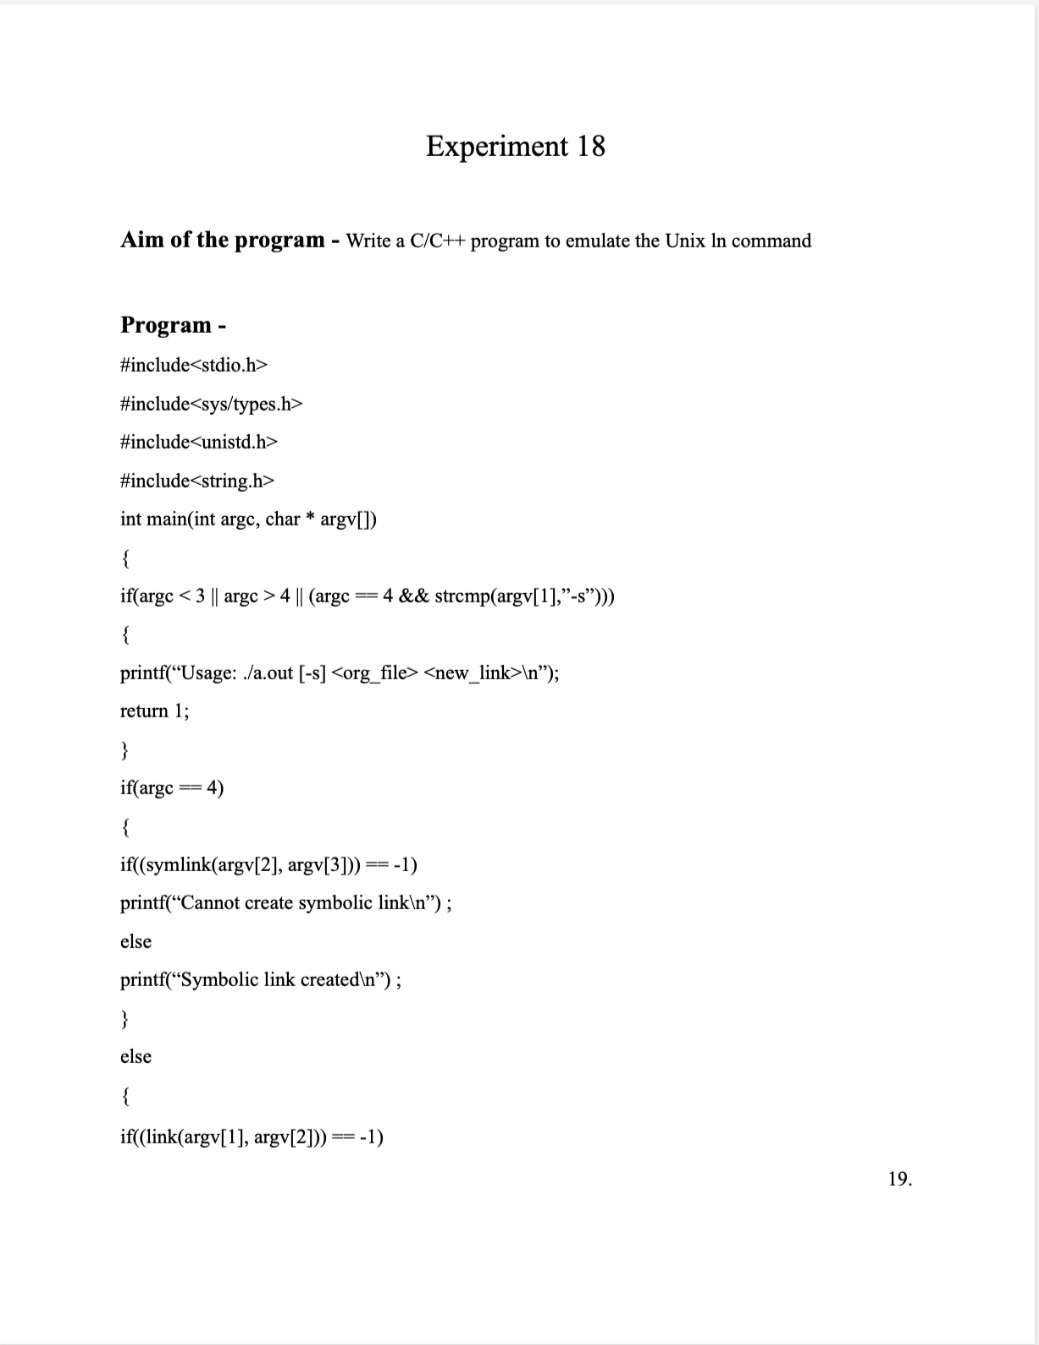 Experiment 18
Aim of the program - Write a C/C++ program to emulate the Unix ln command
Program -
#include<stdio.h>
#include<sys/types.h>
#include<unistd.h>
#include<string.h>
int main(int argc, char * argv[])
{
if(argc < 3 || argc > 4 || (argc == 4 && strcmp(argv[1],”-s”)))
{
printf(“Usage: ./a.out [-s] <org_file> <new_link>\n”);
return 1;
}
if(argc == 4)
{
if((symlink(argv[2], argv[3])) == -1)
printf(“Cannot create symbolic link\n”) ;
else
printf(“Symbolic link created\n”) ;
}
else
{
if((link(argv[1], argv[2])) == -1)
19.